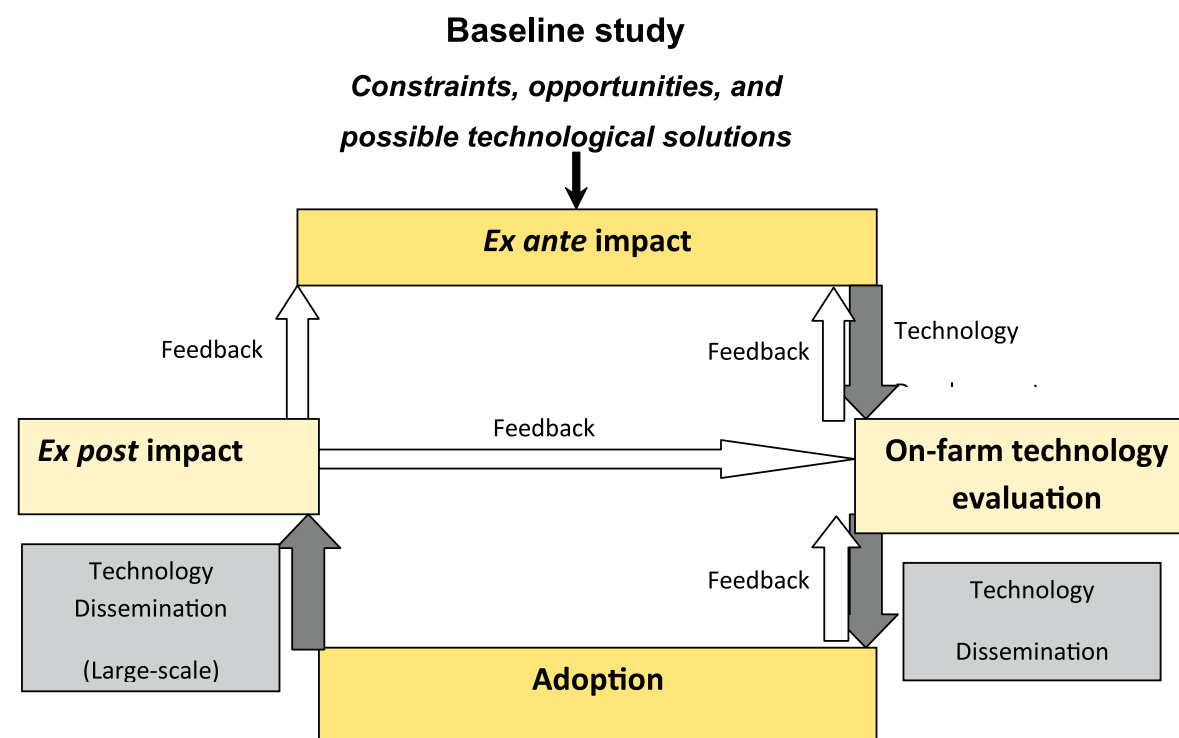 Baseline study
Constraints, opportunities, and
possible technological solutions
Ex ante impact
Feedback
Feedback
Technology
Feedback
Ex post impact
On-farm technology
evaluation
Technology
Dissemination
(Large-scale)
Feedback
Technology
Dissemination
Adoption